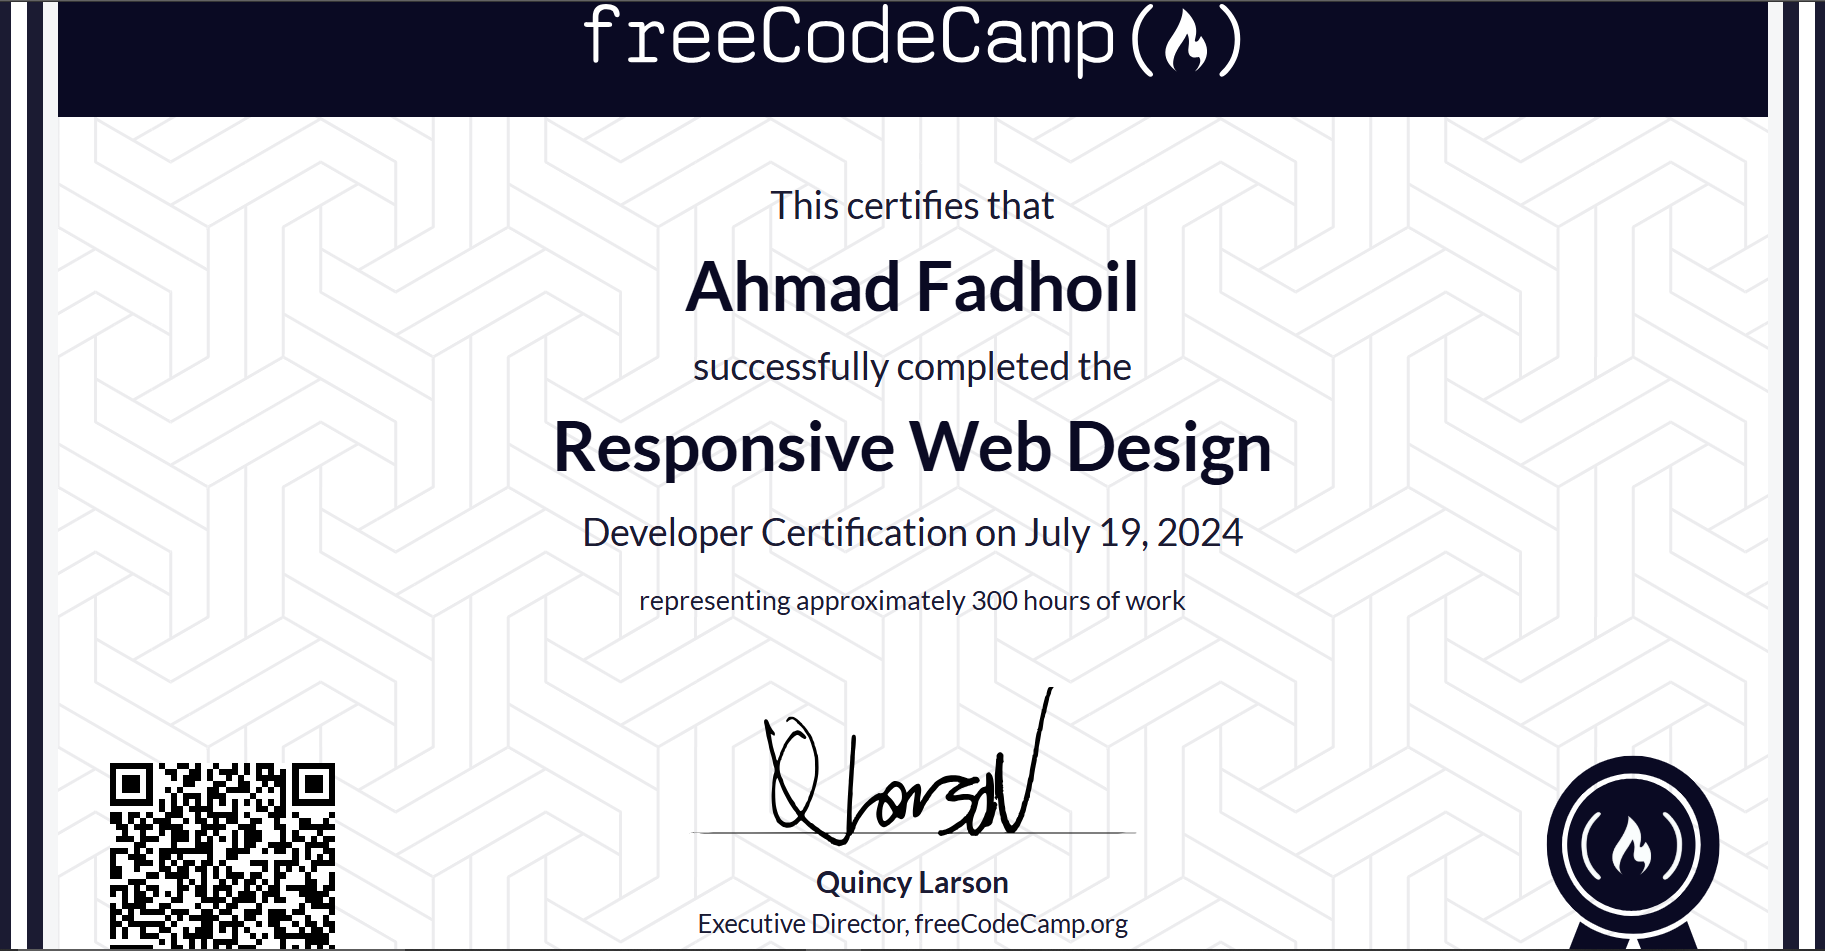 freeCodeCamp
This certifies that
Ahmad Fadhoil
successfully completed the
Responsive Web Design
Developer Certification on July 19, 2024
representing approximately 300 hours of work
Quincy Larson
Executive Director, freeCodeCamp.org